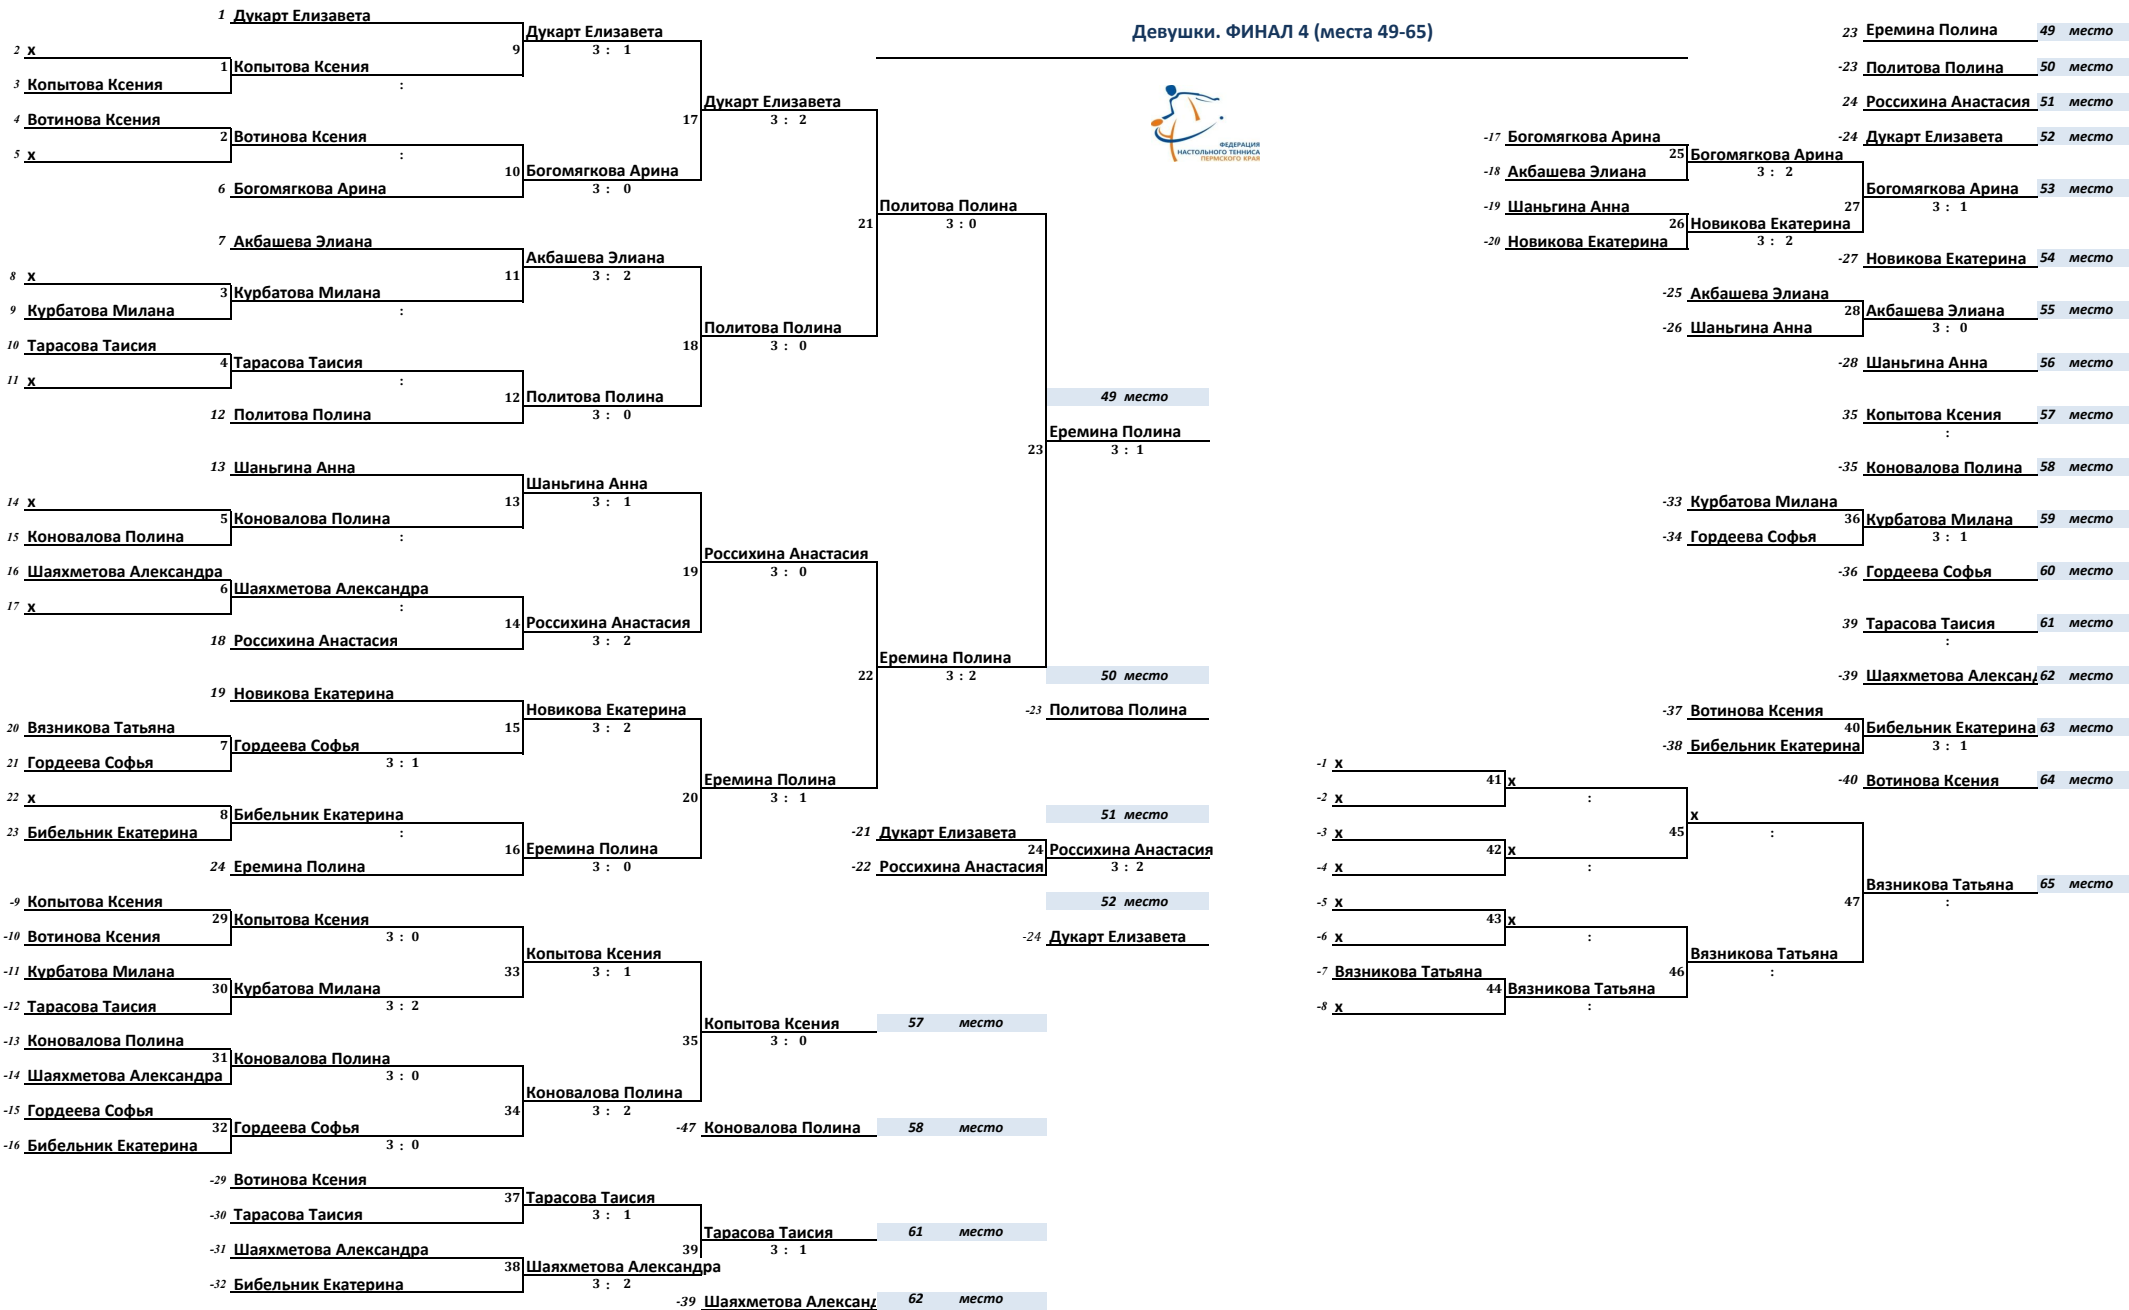 Девушки. ФИНАЛ 4 (места 49-65)
ФЕДЕРАЦИЯ
НАСТОЛЬНОГО ТЕННИСА
ПЕРМСКОГО КРАЯ
1 Дукарт Елизавета
2 x
1 Копытова Ксения
:
3 Копытова Ксения
9 Дукарт Елизавета
3 : 1
4 Вотинова Ксения
2 Вотинова Ксения
:
5 x
6 Богомягкова Арина
10 Богомягкова Арина
3 : 0
17 Дукарт Елизавета
3 : 2
7 Акбашева Элиана
8 x
3 Курбатова Милана
:
9 Курбатова Милана
11 Акбашева Элиана
3 : 2
10 Тарасова Таисия
4 Тарасова Таисия
:
11 x
12 Политова Полина
12 Политова Полина
3 : 0
18 Политова Полина
3 : 0
21 Политова Полина
3 : 0
13 Шаньгина Анна
14 x
5 Коновалова Полина
:
15 Коновалова Полина
13 Шаньгина Анна
3 : 1
16 Шаяхметова Александра
6 Шаяхметова Александра
:
17 x
18 Россихина Анастасия
14 Россихина Анастасия
3 : 2
19 Россихина Анастасия
3 : 0
19 Новикова Екатерина
20 Вязникова Татьяна
7 Гордеева Софья
3 : 1
21 Гордеева Софья
15 Новикова Екатерина
3 : 2
22 x
8 Бибельник Екатерина
:
23 Бибельник Екатерина
24 Еремина Полина
16 Еремина Полина
3 : 0
20 Еремина Полина
3 : 1
22 Еремина Полина
3 : 2
49 место
23 Еремина Полина
3 : 1
50 место
-23 Политова Полина
51 место
-21 Дукарт Елизавета
24 Россихина Анастасия
3 : 2
-22 Россихина Анастасия
52 место
-24 Дукарт Елизавета
-9 Копытова Ксения
29 Копытова Ксения
3 : 0
-10 Вотинова Ксения
-11 Курбатова Милана
30 Курбатова Милана
3 : 2
-12 Тарасова Таисия
33 Копытова Ксения
3 : 1
-13 Коновалова Полина
31 Коновалова Полина
3 : 0
-14 Шаяхметова Александра
-15 Гордеева Софья
32 Гордеева Софья
3 : 0
-16 Бибельник Екатерина
34 Коновалова Полина
3 : 2
35 Копытова Ксения 57 место
3 : 0
-47 Коновалова Полина 58 место
-29 Вотинова Ксения
37 Тарасова Таисия
3 : 1
-30 Тарасова Таисия
-31 Шаяхметова Александра
38 Шаяхметова Александра
3 : 2
-32 Бибельник Екатерина
39 Тарасова Таисия 61 место
3 : 1
-39 Шаяхметова Александ 62 место
23 Еремина Полина 49 место
-23 Политова Полина 50 место
24 Россихина Анастасия 51 место
-24 Дукарт Елизавета 52 место
-17 Богомягкова Арина
25 Богомягкова Арина
3 : 2
-18 Акбашева Элиана
-19 Шаньгина Анна
26 Новикова Екатерина
3 : 2
-20 Новикова Екатерина
27 Богомягкова Арина 53 место
3 : 1
-27 Новикова Екатерина 54 место
-25 Акбашева Элиана
28 Акбашева Элиана 55 место
3 : 0
-26 Шаньгина Анна
-28 Шаньгина Анна 56 место
35 Копытова Ксения 57 место
:
-35 Коновалова Полина 58 место
-33 Курбатова Милана
36 Курбатова Милана 59 место
3 : 1
-34 Гордеева Софья
-36 Гордеева Софья 60 место
39 Тарасова Таисия 61 место
:
-39 Шаяхметова Александ 62 место
-37 Вотинова Ксения
40 Бибельник Екатерина 63 место
3 : 1
-38 Бибельник Екатерина
-40 Вотинова Ксения 64 место
-1 x
41 x
:
-2 x
-3 x
42 x
:
-4 x
45 x
:
-5 x
43 x
:
-6 x
-7 Вязникова Татьяна
44 Вязникова Татьяна
:
-8 x
46 Вязникова Татьяна
:
47 Вязникова Татьяна 65 место
: